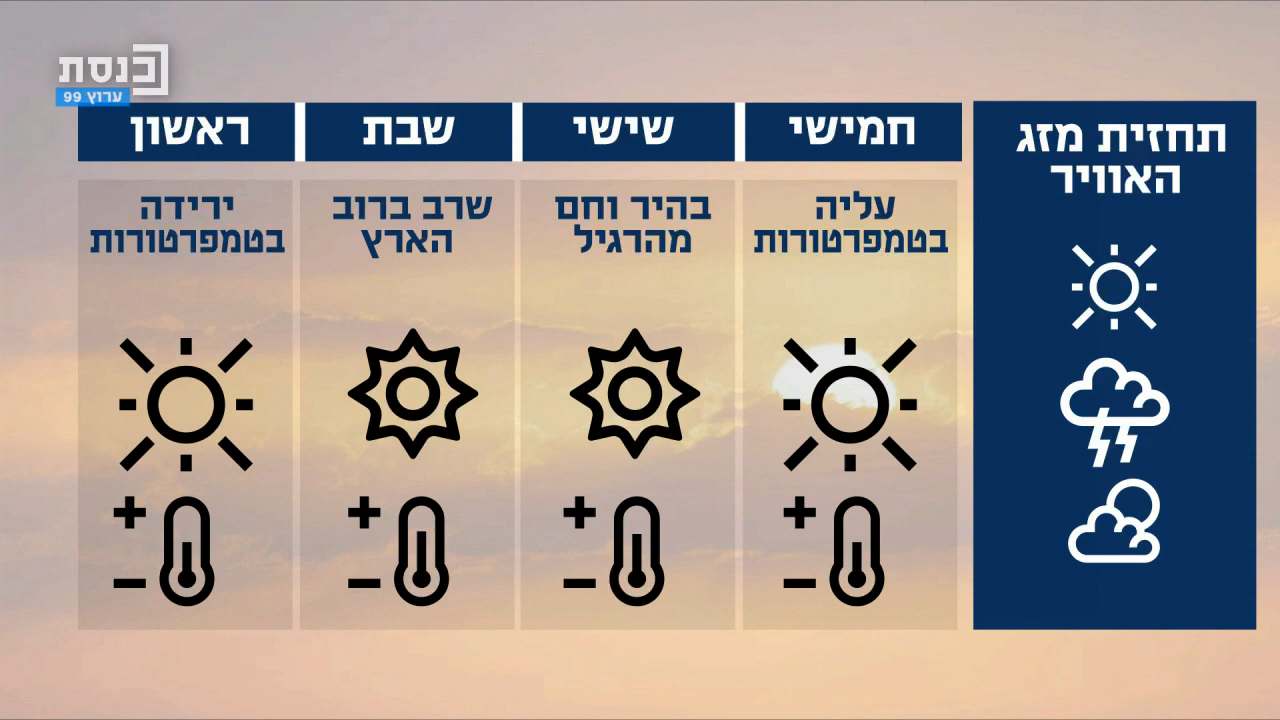 כנסת
ערוץ 99
תחזית מזג
האוויר
חמישי
עליה
בטמפרטורות
שישי
בהיר וחם
מהרגיל
שבת
שרב ברוב
הארץ
ראשון
ירידה
בטמפרטורות